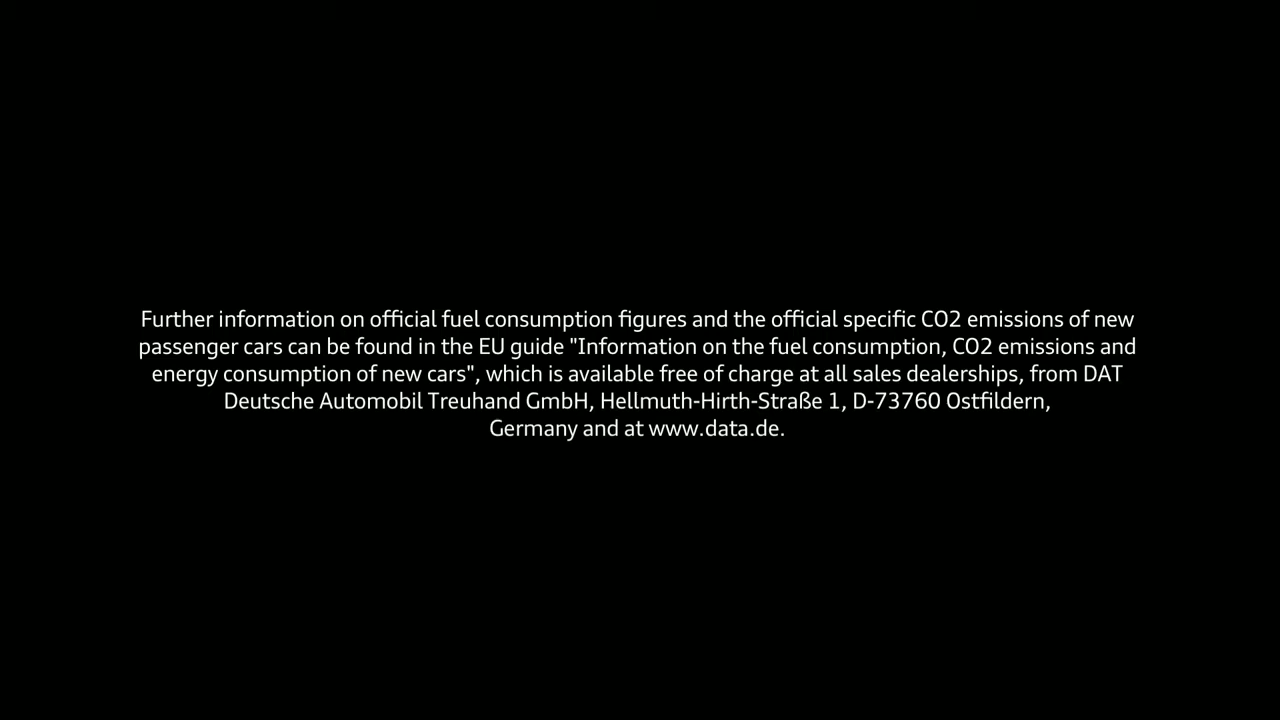 Further information on official fuel consumption figures and the official specific CO2 emissions of new
passenger cars can be found in the EU guide "Information on the fuel consumption, CO2 emissions and
energy consumption of new cars", which is available free of charge at all sales dealerships, from DAT
Deutsche Automobil Treuhand GmbH, Hellmuth-Hirth-Straße 1, D-73760 Ostfildern,
Germany and at www.data.de.